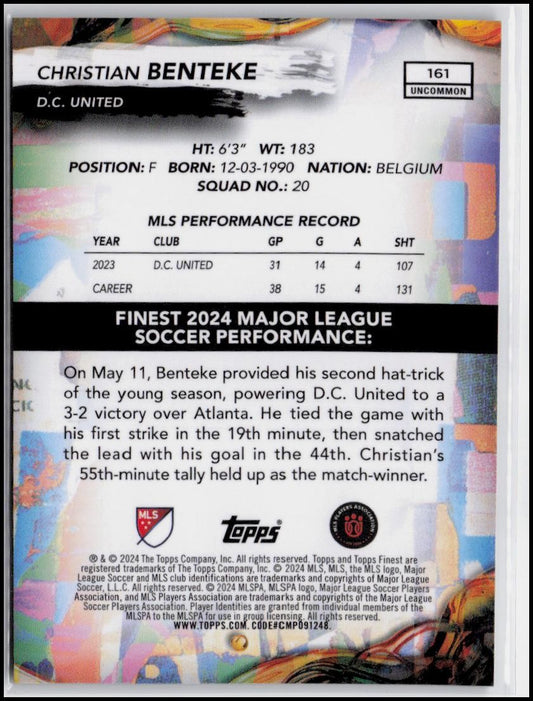 CHRISTIAN BENTEKE
D.C. UNITED
161
UNCOMMON
HT: 6'3" WT: 183
POSITION: F BORN: 12-03-1990 NATION: BELGIUM
SQUAD NO.: 20
MLS PERFORMANCE RECORD
YEAR CLUB GP G A SHT
2023 D.C. UNITED 31 14 4 107
CAREER 38 15 4 131
FINEST 2024 MAJOR LEAGUE
SOCCER PERFORMANCE:
On May 11, Benteke provided his second hat-trick
of the young season, powering D.C. United to a
3-2 victory over Atlanta. He tied the game with
his first strike in the 19th minute, then snatched
the lead with his goal in the 44th. Christian's
55th-minute tally held up as the match-winner.
MLS
Topps
MLS PLAYERS ASSOCIATION
® & © 2024 The Topps Company, Inc. All rights reserved. Topps and Topps Finest are
registered trademarks of The Topps Company, Inc. © 2024 MLS, MLS, the MLS logo, Major
League Soccer and MLS club identifications are trademarks and copyrights of Major League
Soccer, L.L.C. All rights reserved. © 2024 MLSPA, MLSPA logo, Major League Soccer Players
Association, and MLS Players Association are trademarks and copyrights of the Major League
Soccer Players Association. Player Identities are granted from individual members of the
MLSPA to the MLSPA for use in group licensing. All rights reserved.
WWW.TOPPS.COM. CODE#CMP091248.